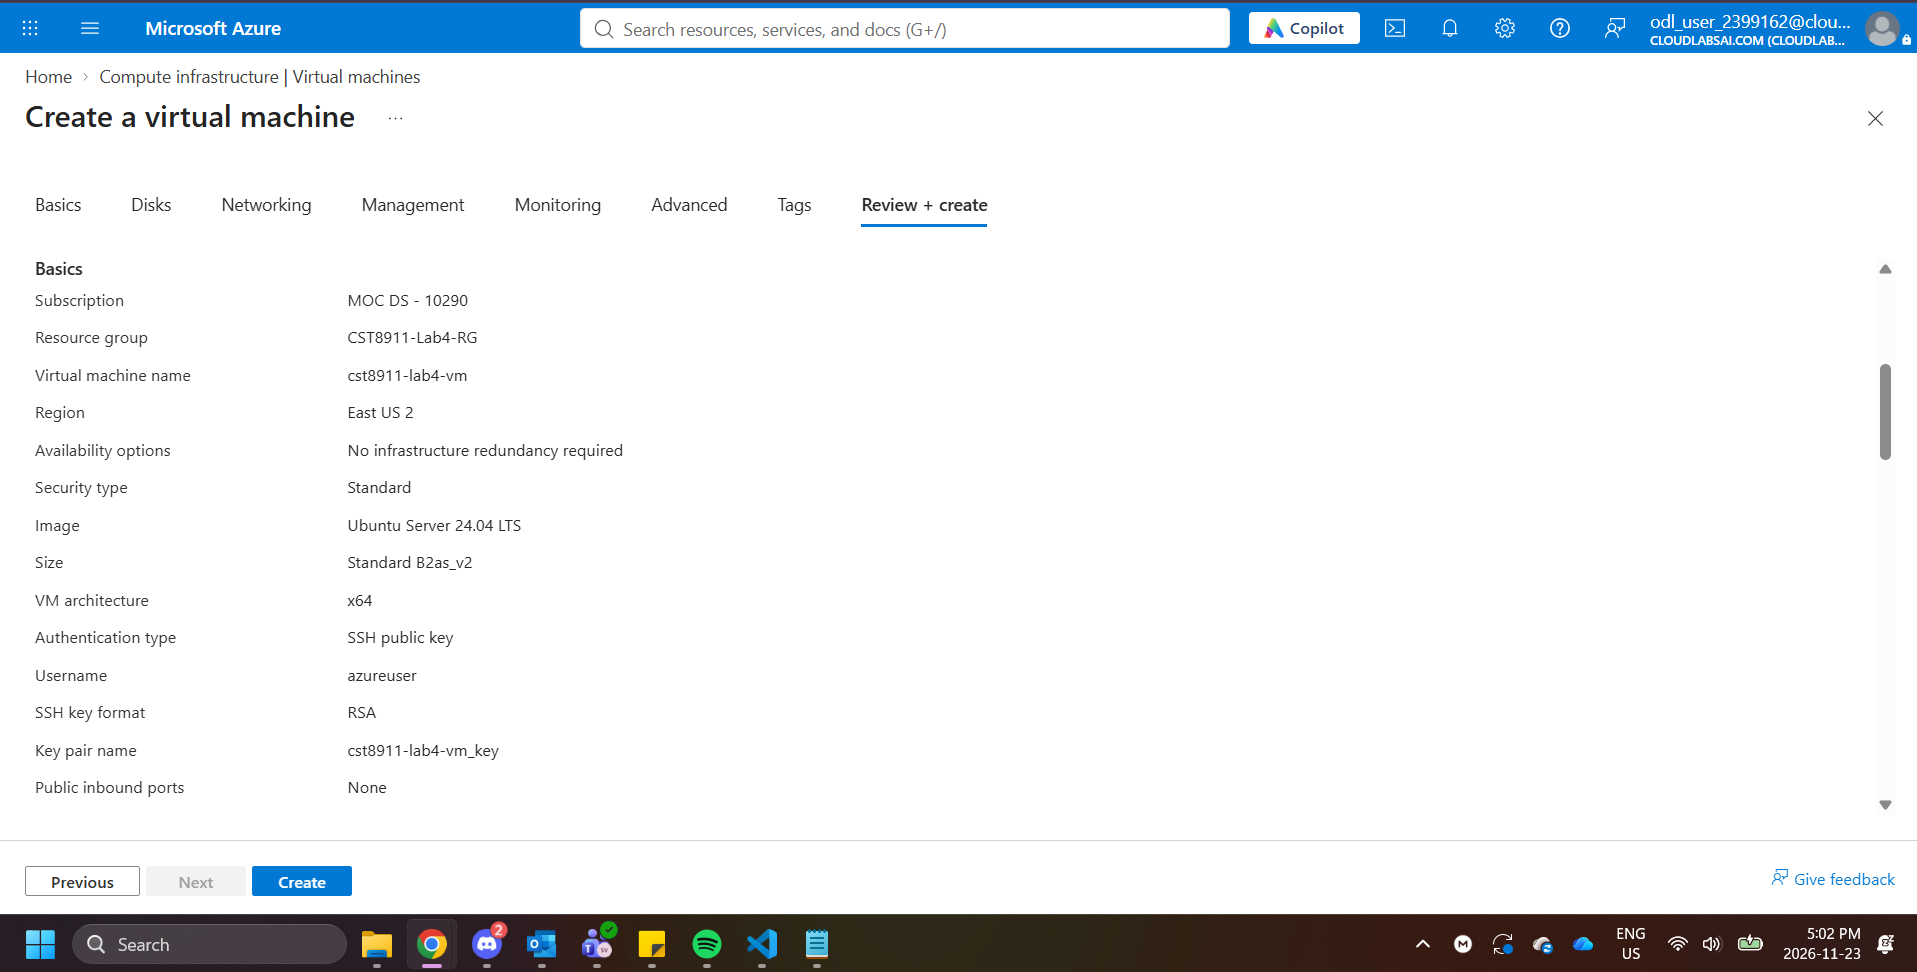 Microsoft Azure
Search resources, services, and docs (G+/)
Copilot
odl_user_2399162@clou...
CLOUDLABSAI.COM (CLOUDLAB...
Home > Compute infrastructure | Virtual machines
Create a virtual machine ...
Basics Disks Networking Management Monitoring Advanced Tags Review + create
Basics
Subscription MOC DS - 10290
Resource group CST8911-Lab4-RG
Virtual machine name cst8911-lab4-vm
Region East US 2
Availability options No infrastructure redundancy required
Security type Standard
Image Ubuntu Server 24.04 LTS
Size Standard B2as_v2
VM architecture x64
Authentication type SSH public key
Username azureuser
SSH key format RSA
Key pair name cst8911-lab4-vm_key
Public inbound ports None
Previous Next Create
Give feedback
Search
2
ENG
US
5:02 PM
2026-11-23